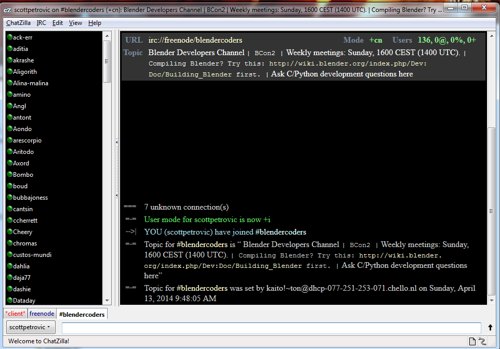 scottpetrovic on #blendercoders (+cn): Blender Developers Channel | BCon2 | Weekly meetings: Sunday, 1600 CEST (1400 UTC). | Compiling Blender? Try ...
ChatZilla IRC Edit View Help
ack-err
aditia
akrashe
Aligorith
Alina-malina
amino
Angl
antont
Aondo
arescorpio
Aritodo
Axord
Bombo
boud
bubbajoness
cantsin
ccherrett
Cheery
chromas
custos-mundi
dahlia
daja77
dashie
Dataday
URL irc://freenode/blendercoders Mode +cn Users 136, 0@, 0%, 0+
Topic Blender Developers Channel | BCon2 | Weekly meetings: Sunday, 1600 CEST (1400 UTC). |
Compiling Blender? Try this: http://wiki.blender.org/index.php/Dev:
Doc/Building_Blender first. | Ask C/Python development questions here
=== 7 unknown connection(s)
=-= User mode for scottpetrovic is now +i
-->| YOU (scottpetrovic) have joined #blendercoders
=-= Topic for #blendercoders is " Blender Developers Channel | BCon2 | Weekly meetings: Sunday,
1600 CEST (1400 UTC). | Compiling Blender? Try this: http://wiki.blender.
org/index.php/Dev:Doc/Building_Blender first. | Ask C/Python development questions
here"
=-= Topic for #blendercoders was set by kaito!~ton@dhcp-077-251-253-071.chello.nl on Sunday, April
13, 2014 9:48:05 AM
*client* freenode #blendercoders
scottpetrovic
Welcome to ChatZilla!